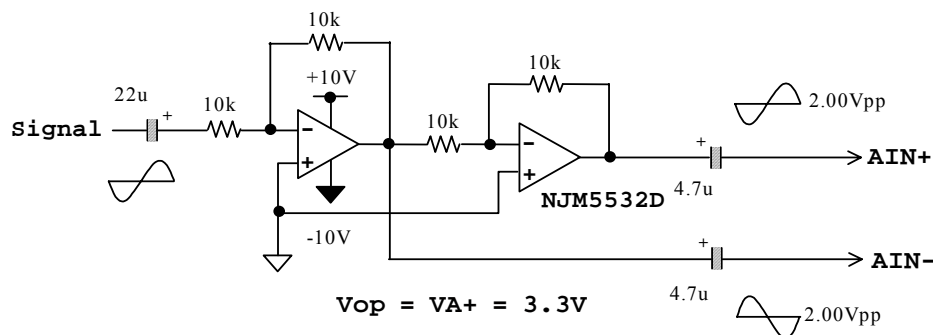 10k
+10V
10k
22u
10k
2.00Vpp
Signal
+
10k
-
+
-
+
+
AIN+
NJM5532D
4.7u
-10V
+
AIN-
Vop = VA+ = 3.3V
4.7u
2.00Vpp